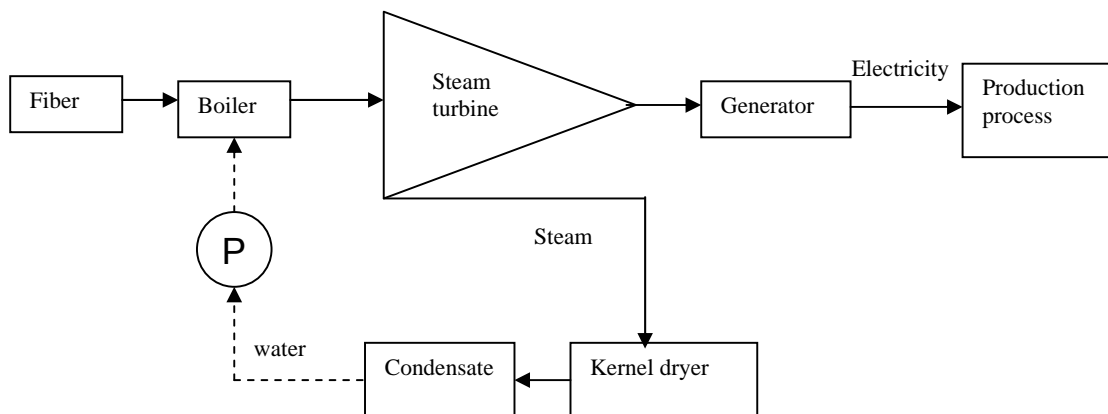 Electricity
Fiber
Boiler
Steam
turbine
Generator
Production
process
Steam
P
water
Condensate
Kernel dryer